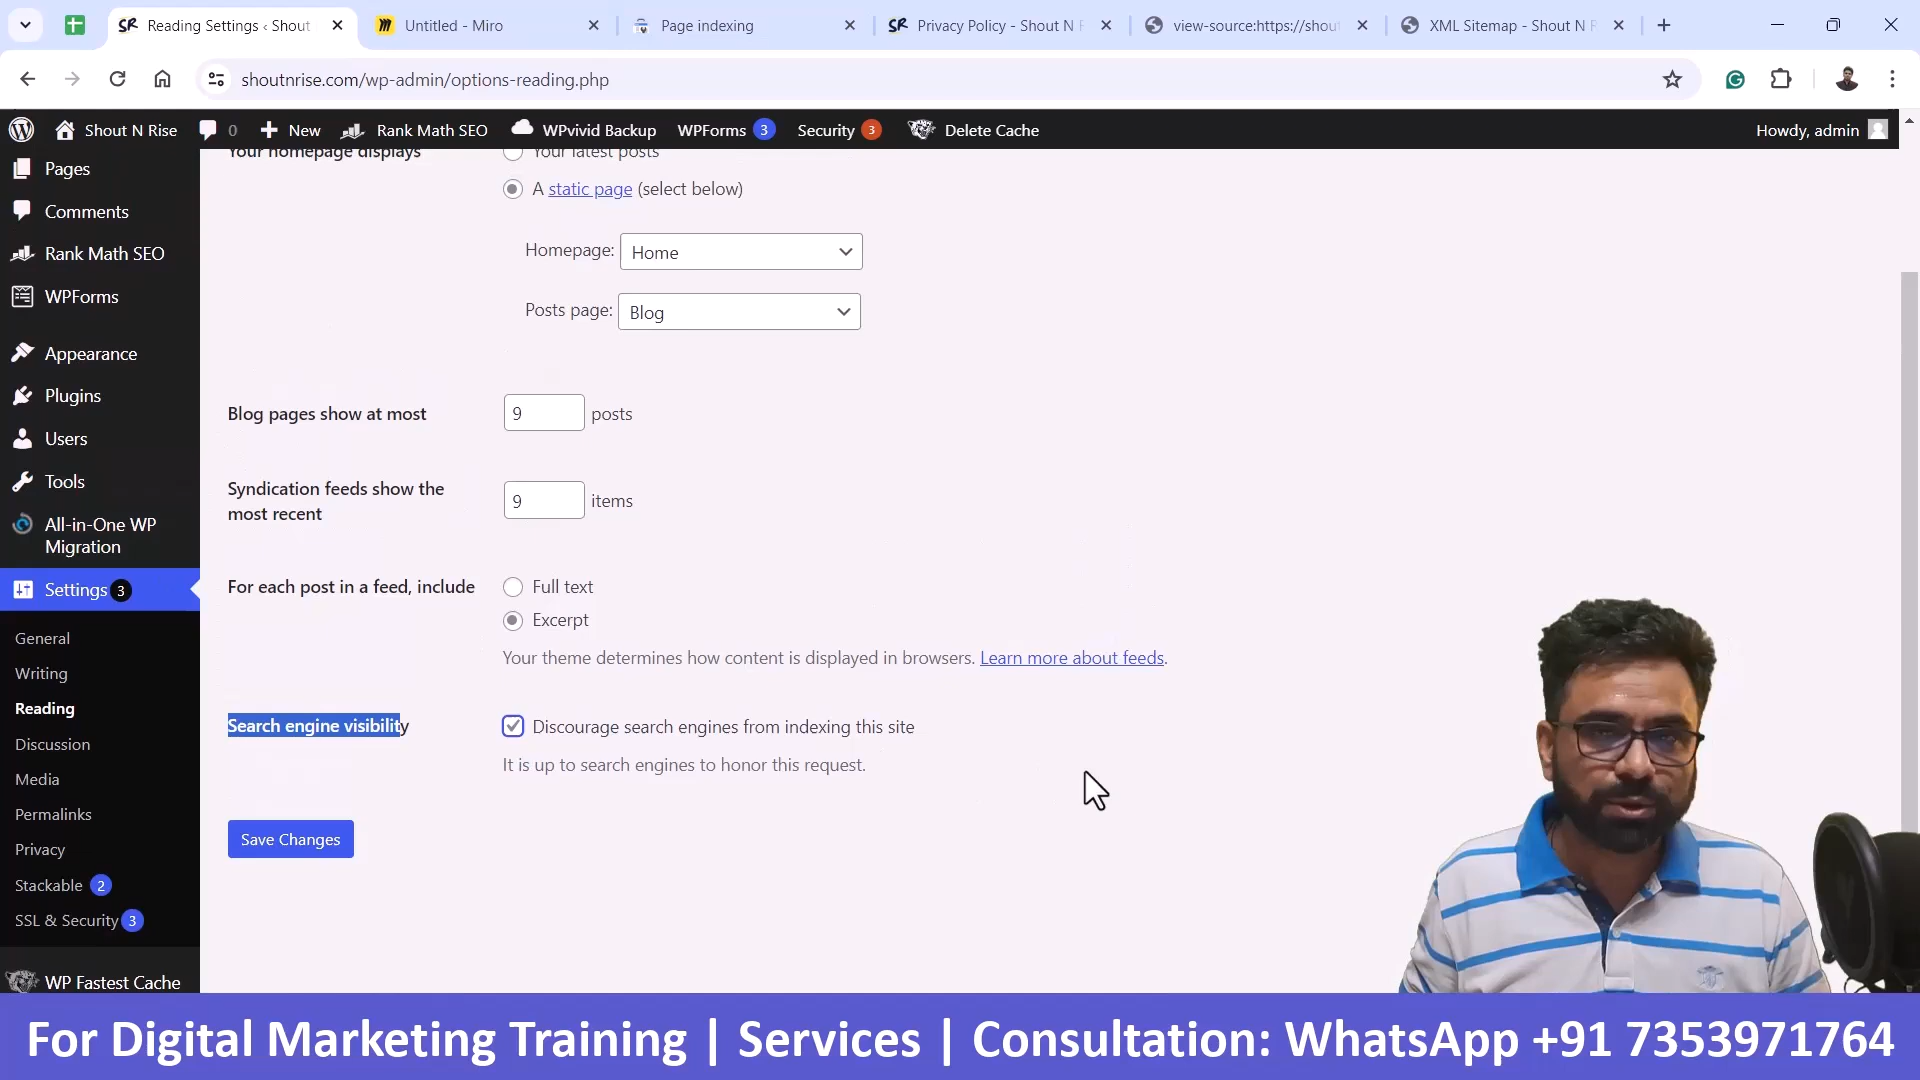 Reading Settings ‹ Shout
Untitled - Miro
Page indexing
Privacy Policy - Shout N R
view-source:https://shout
XML Sitemap - Shout N R
shoutnrise.com/wp-admin/options-reading.php
Shout N Rise
0
New
Rank Math SEO
WPvivid Backup
WPForms 3
Security 3
Delete Cache
Howdy, admin
Pages
Comments
Rank Math SEO
WPForms
Appearance
Plugins
Users
Tools
All-in-One WP
Migration
Settings 3
General
Writing
Reading
Discussion
Media
Permalinks
Privacy
Stackable 2
SSL & Security 3
WP Fastest Cache
Your homepage displays
Your latest posts
A static page (select below)
Homepage: Home
Posts page: Blog
Blog pages show at most 9 posts
Syndication feeds show the
most recent
9 items
For each post in a feed, include
Full text
Excerpt
Your theme determines how content is displayed in browsers. Learn more about feeds.
Search engine visibility
Discourage search engines from indexing this site
It is up to search engines to honor this request.
Save Changes
For Digital Marketing Training | Services | Consultation: WhatsApp +91 7353971764